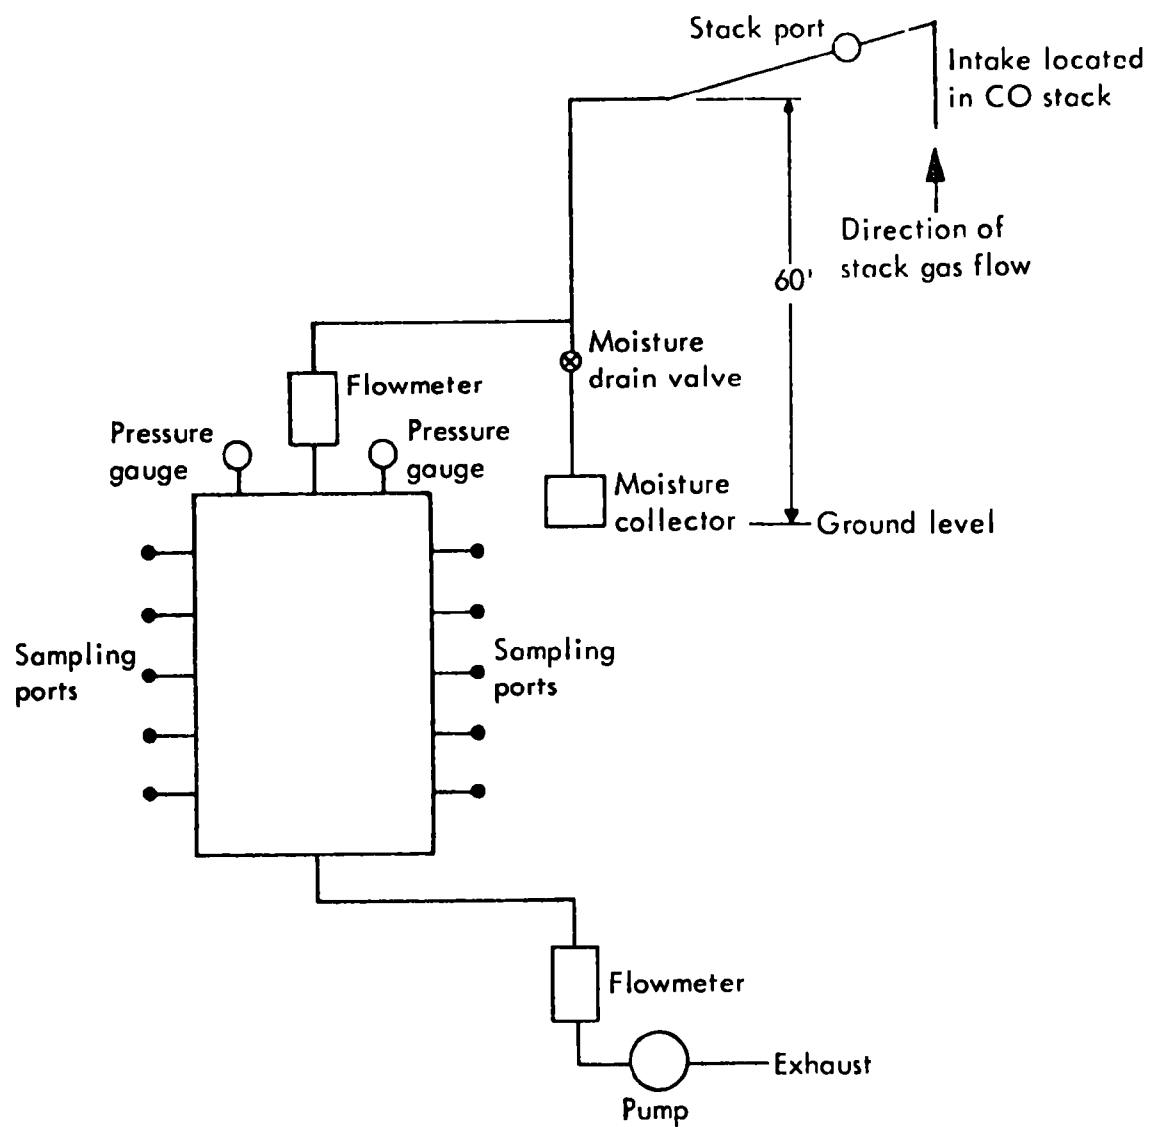 Stack port
Intake located
in CO stack
Direction of
stack gas flow
60'
Moisture
drain valve
Flowmeter
Pressure
gauge
Pressure
gauge
Moisture
collector
Ground level
Sampling
ports
Sampling
ports
Flowmeter
Exhaust
Pump